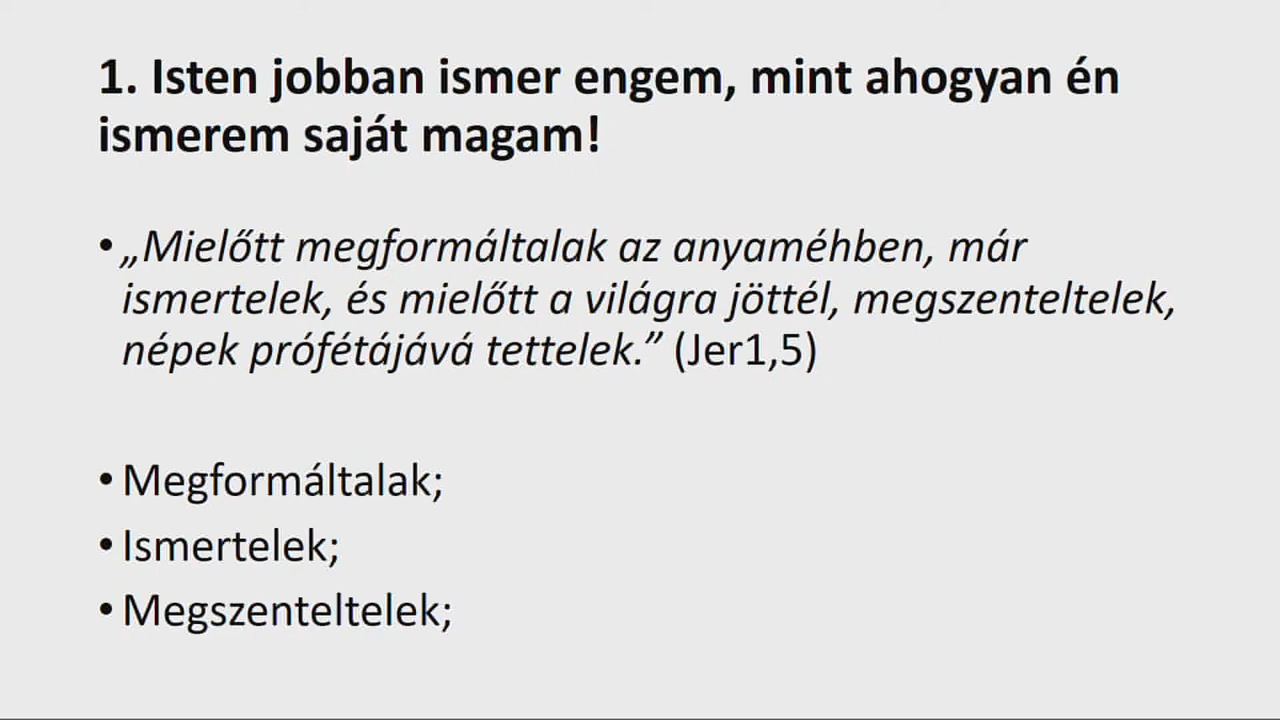 1. Isten jobban ismer engem, mint ahogyan én
ismerem saját magam!
• „Mielőtt megformáltalak az anyaméhben, már
ismertelek, és mielőtt a világra jöttél, megszenteltelek,
népek prófétájává tettelek.” (Jer1,5)
• Megformáltalak;
• Ismertelek;
• Megszenteltelek;